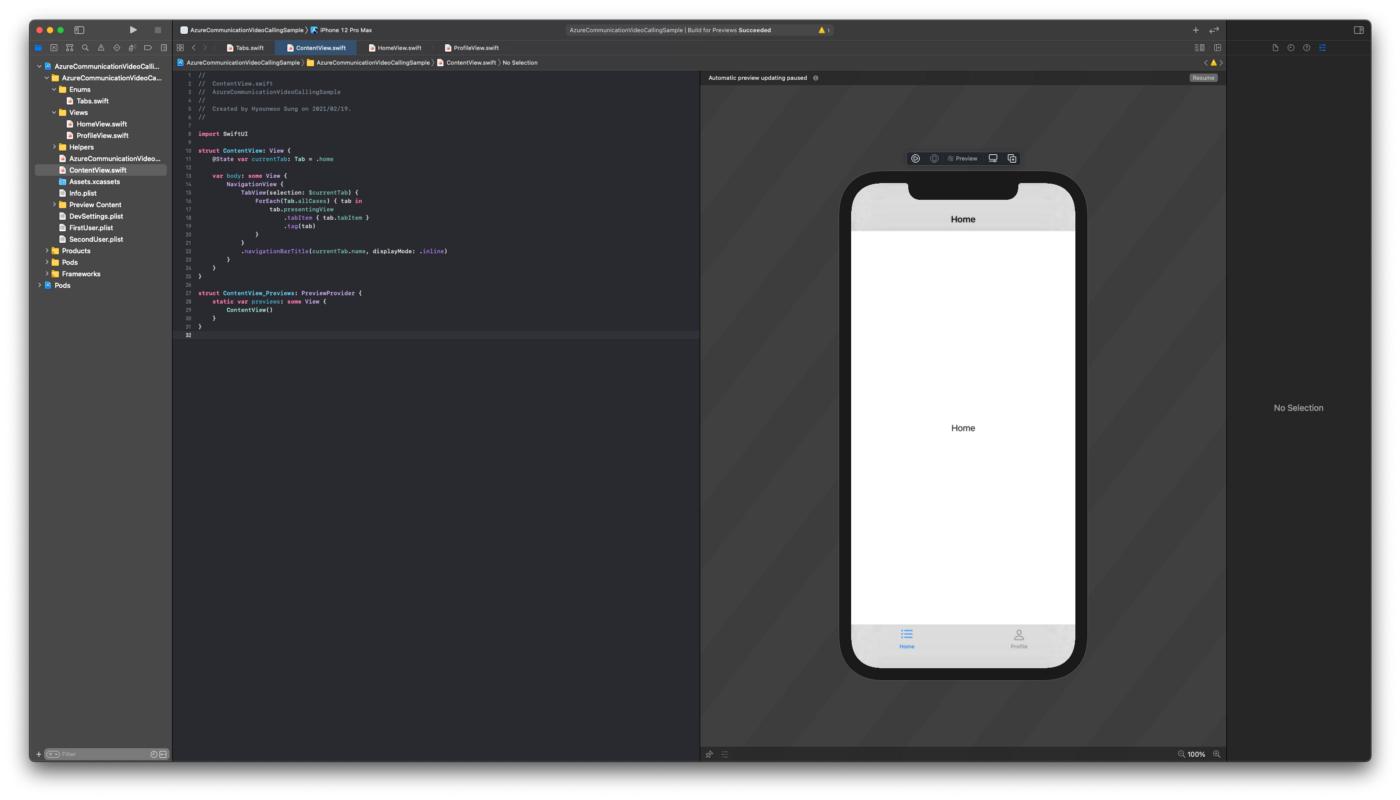 AzureCommunicationVideoCallingSample
iPhone 12 Pro Max
AzureCommunicationVideoCallingSample | Build for Previews Succeeded
1
Tabs.swift
ContentView.swift
HomeView.swift
ProfileView.swift
AzureCommunicationVideoCallingSample
AzureCommunicationVideoCallingSample
ContentView.swift
No Selection
AzureCommunicationVideoCalli...
AzureCommunicationVideoCa...
Enums
Tabs.swift
Views
HomeView.swift
ProfileView.swift
Helpers
AzureCommunicationVideo...
ContentView.swift
Assets.xcassets
Info.plist
Preview Content
DevSettings.plist
FirstUser.plist
SecondUser.plist
Products
Pods
Frameworks
Pods
Filter
1 //
2 // ContentView.swift
3 // AzureCommunicationVideoCallingSample
4 //
5 // Created by Hyounwoo Sung on 2021/02/19.
6 //
7
8 import SwiftUI
9
10 struct ContentView: View {
11 @State var currentTab: Tab = .home
12
13 var body: some View {
14 NavigationView {
15 TabView(selection: $currentTab) {
16 ForEach(Tab.allCases) { tab in
17 tab.presentingView
18 .tabItem { tab.tabItem }
19 .tag(tab)
20 }
21 }
22 .navigationBarTitle(currentTab.name, displayMode: .inline)
23 }
24 }
25 }
26
27 struct ContentView_Previews: PreviewProvider {
28 static var previews: some View {
29 ContentView()
30 }
31 }
32
Automatic preview updating paused
Resume
Preview
Home
Home
Home
Profile
100%
No Selection